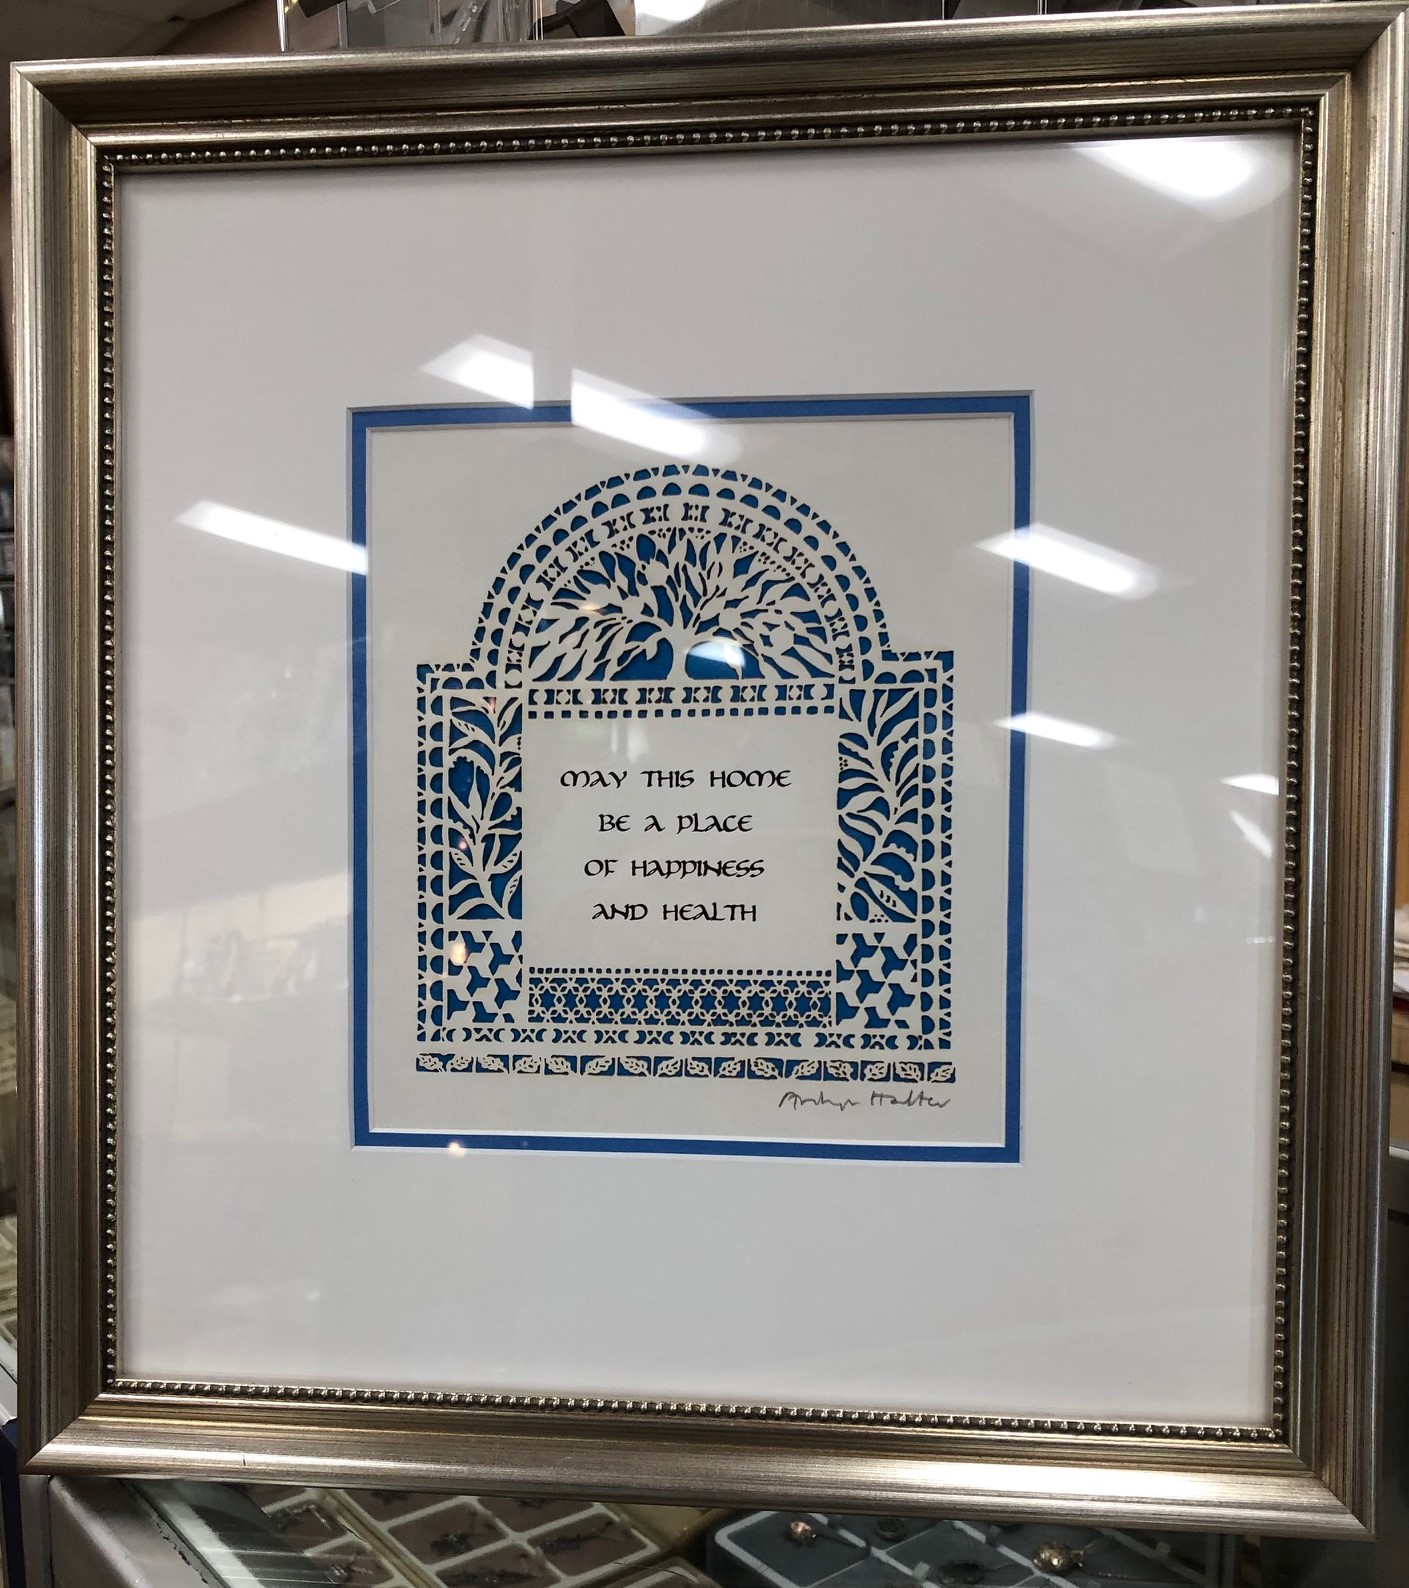 MAY THIS HOME
BE A PLACE
OF HAPPINESS
AND HEALTH